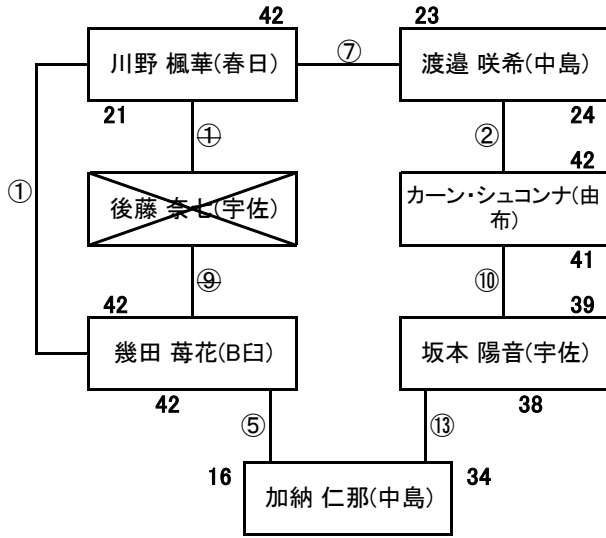 42
23
川野 楓華(春日)
⑦
渡邉 咲希(中島)
21
24
①
②
42
①
後藤 奈七(宇佐)
カーン・シュコンナ(由
布)
41
⑨
⑩
42
39
幾田 苺花(B臼)
坂本 陽音(宇佐)
42
38
⑤
⑬
16
34
加納 仁那(中島)